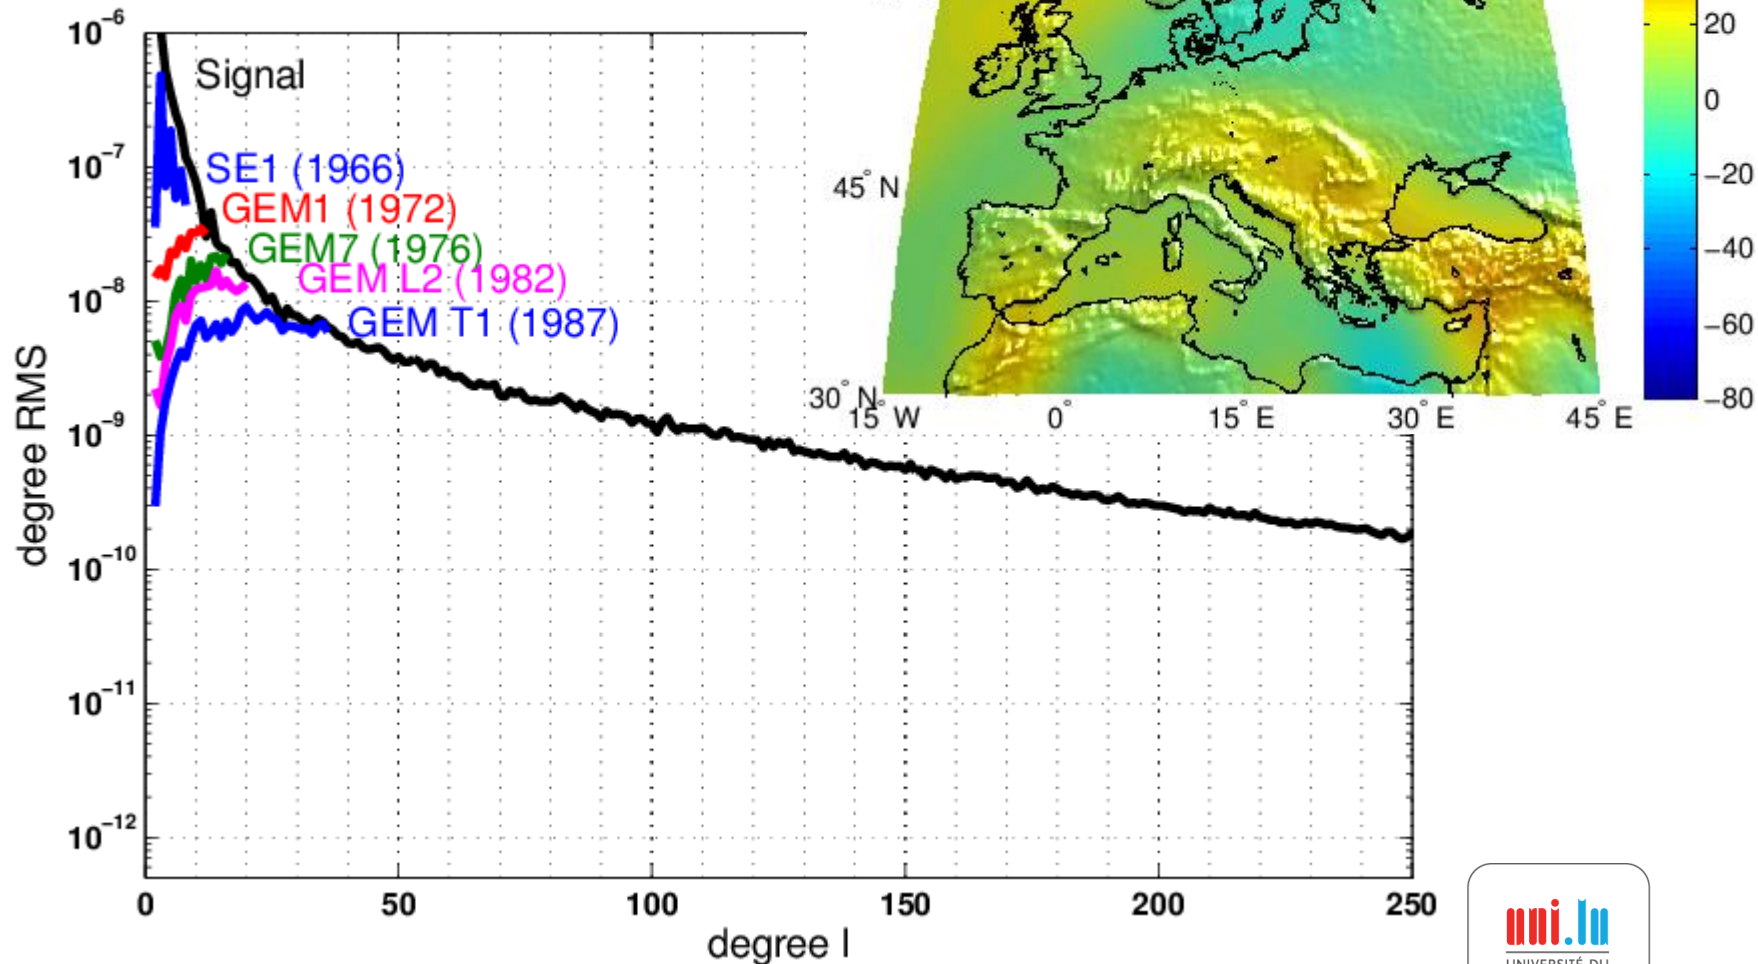 10⁻⁶
10⁻⁷
10⁻⁸
10⁻⁹
10⁻¹⁰
10⁻¹¹
10⁻¹²
degree RMS
Signal
SE1 (1966)
GEM1 (1972)
GEM7 (1976)
GEM L2 (1982)
GEM T1 (1987)
0
50
100
150
200
250
degree l
45° N
30° N
15° W
0°
15° E
30° E
45° E
20
0
−20
−40
−60
−80
uni.lu